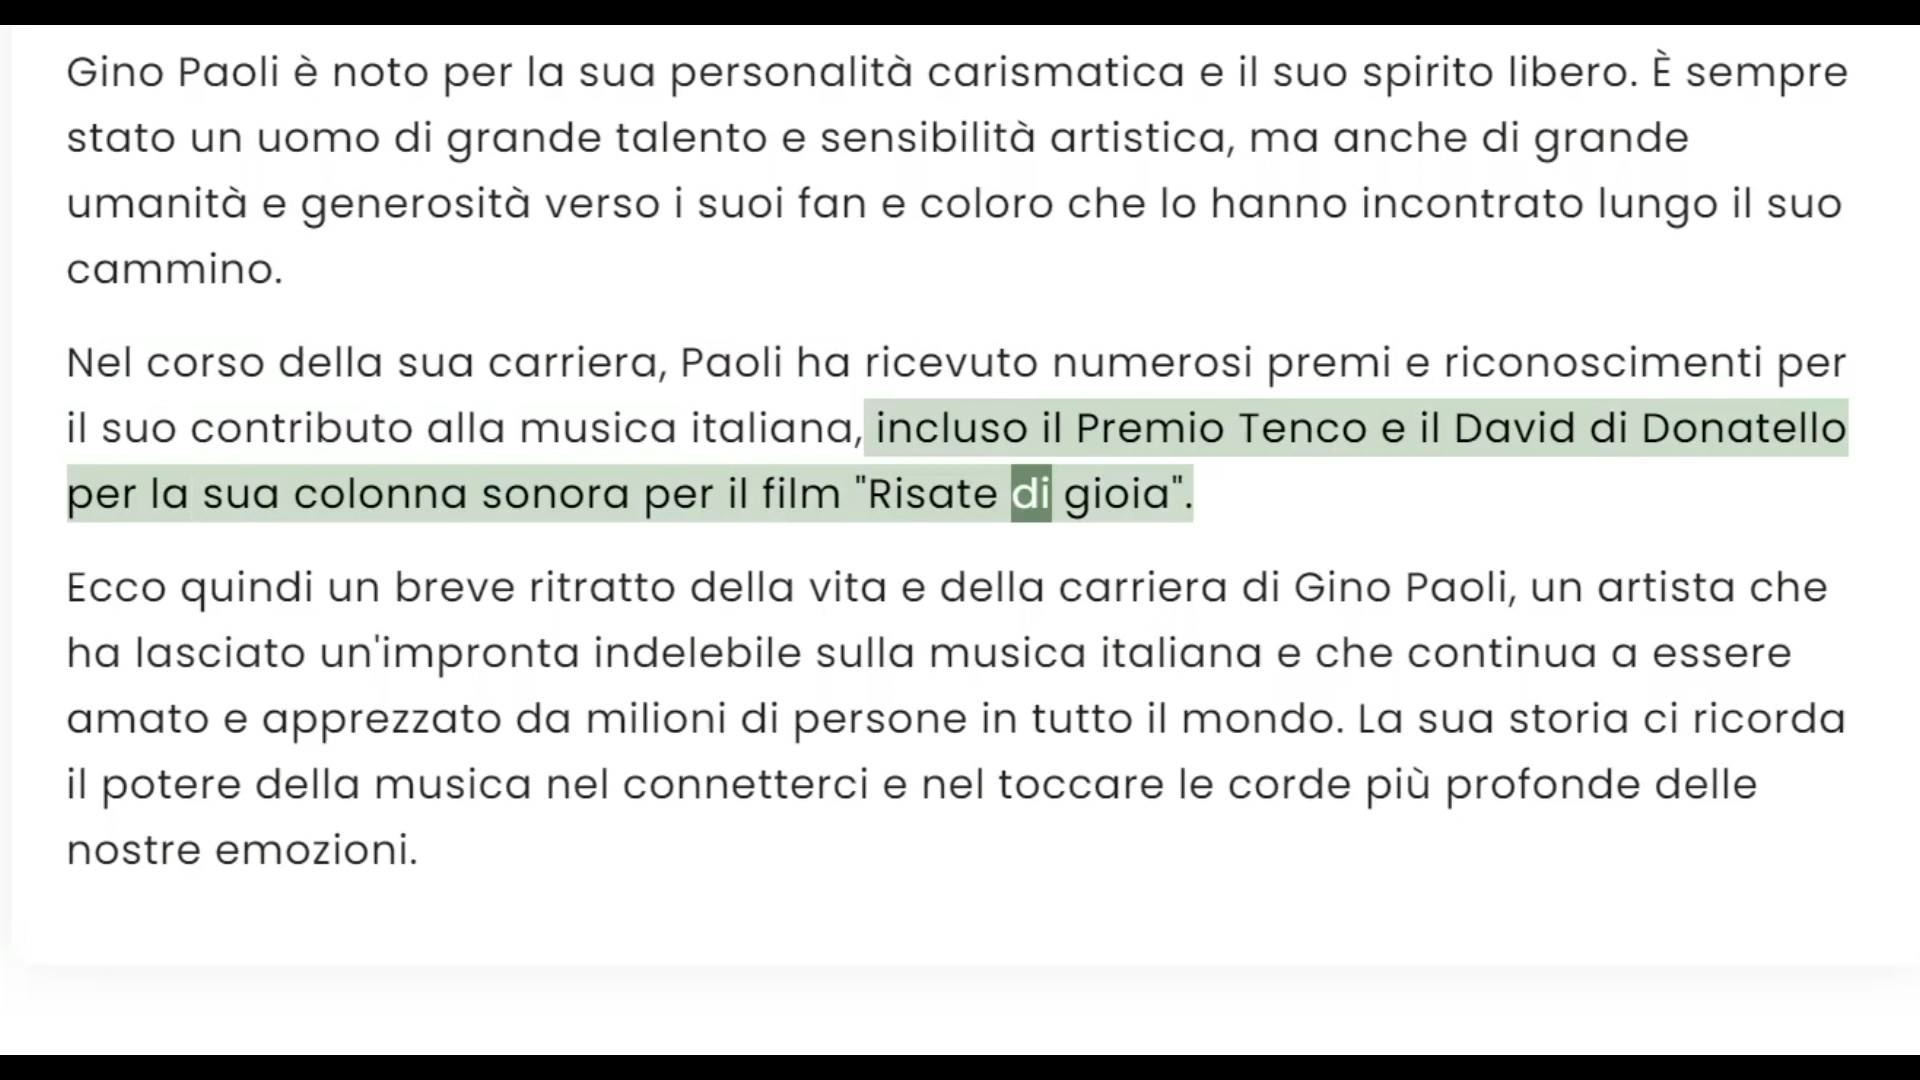 Gino Paoli è noto per la sua personalità carismatica e il suo spirito libero. È sempre
stato un uomo di grande talento e sensibilità artistica, ma anche di grande
umanità e generosità verso i suoi fan e coloro che lo hanno incontrato lungo il suo
cammino.
Nel corso della sua carriera, Paoli ha ricevuto numerosi premi e riconoscimenti per
il suo contributo alla musica italiana, incluso il Premio Tenco e il David di Donatello
per la sua colonna sonora per il film "Risate di gioia".
Ecco quindi un breve ritratto della vita e della carriera di Gino Paoli, un artista che
ha lasciato un'impronta indelebile sulla musica italiana e che continua a essere
amato e apprezzato da milioni di persone in tutto il mondo. La sua storia ci ricorda
il potere della musica nel connetterci e nel toccare le corde più profonde delle
nostre emozioni.